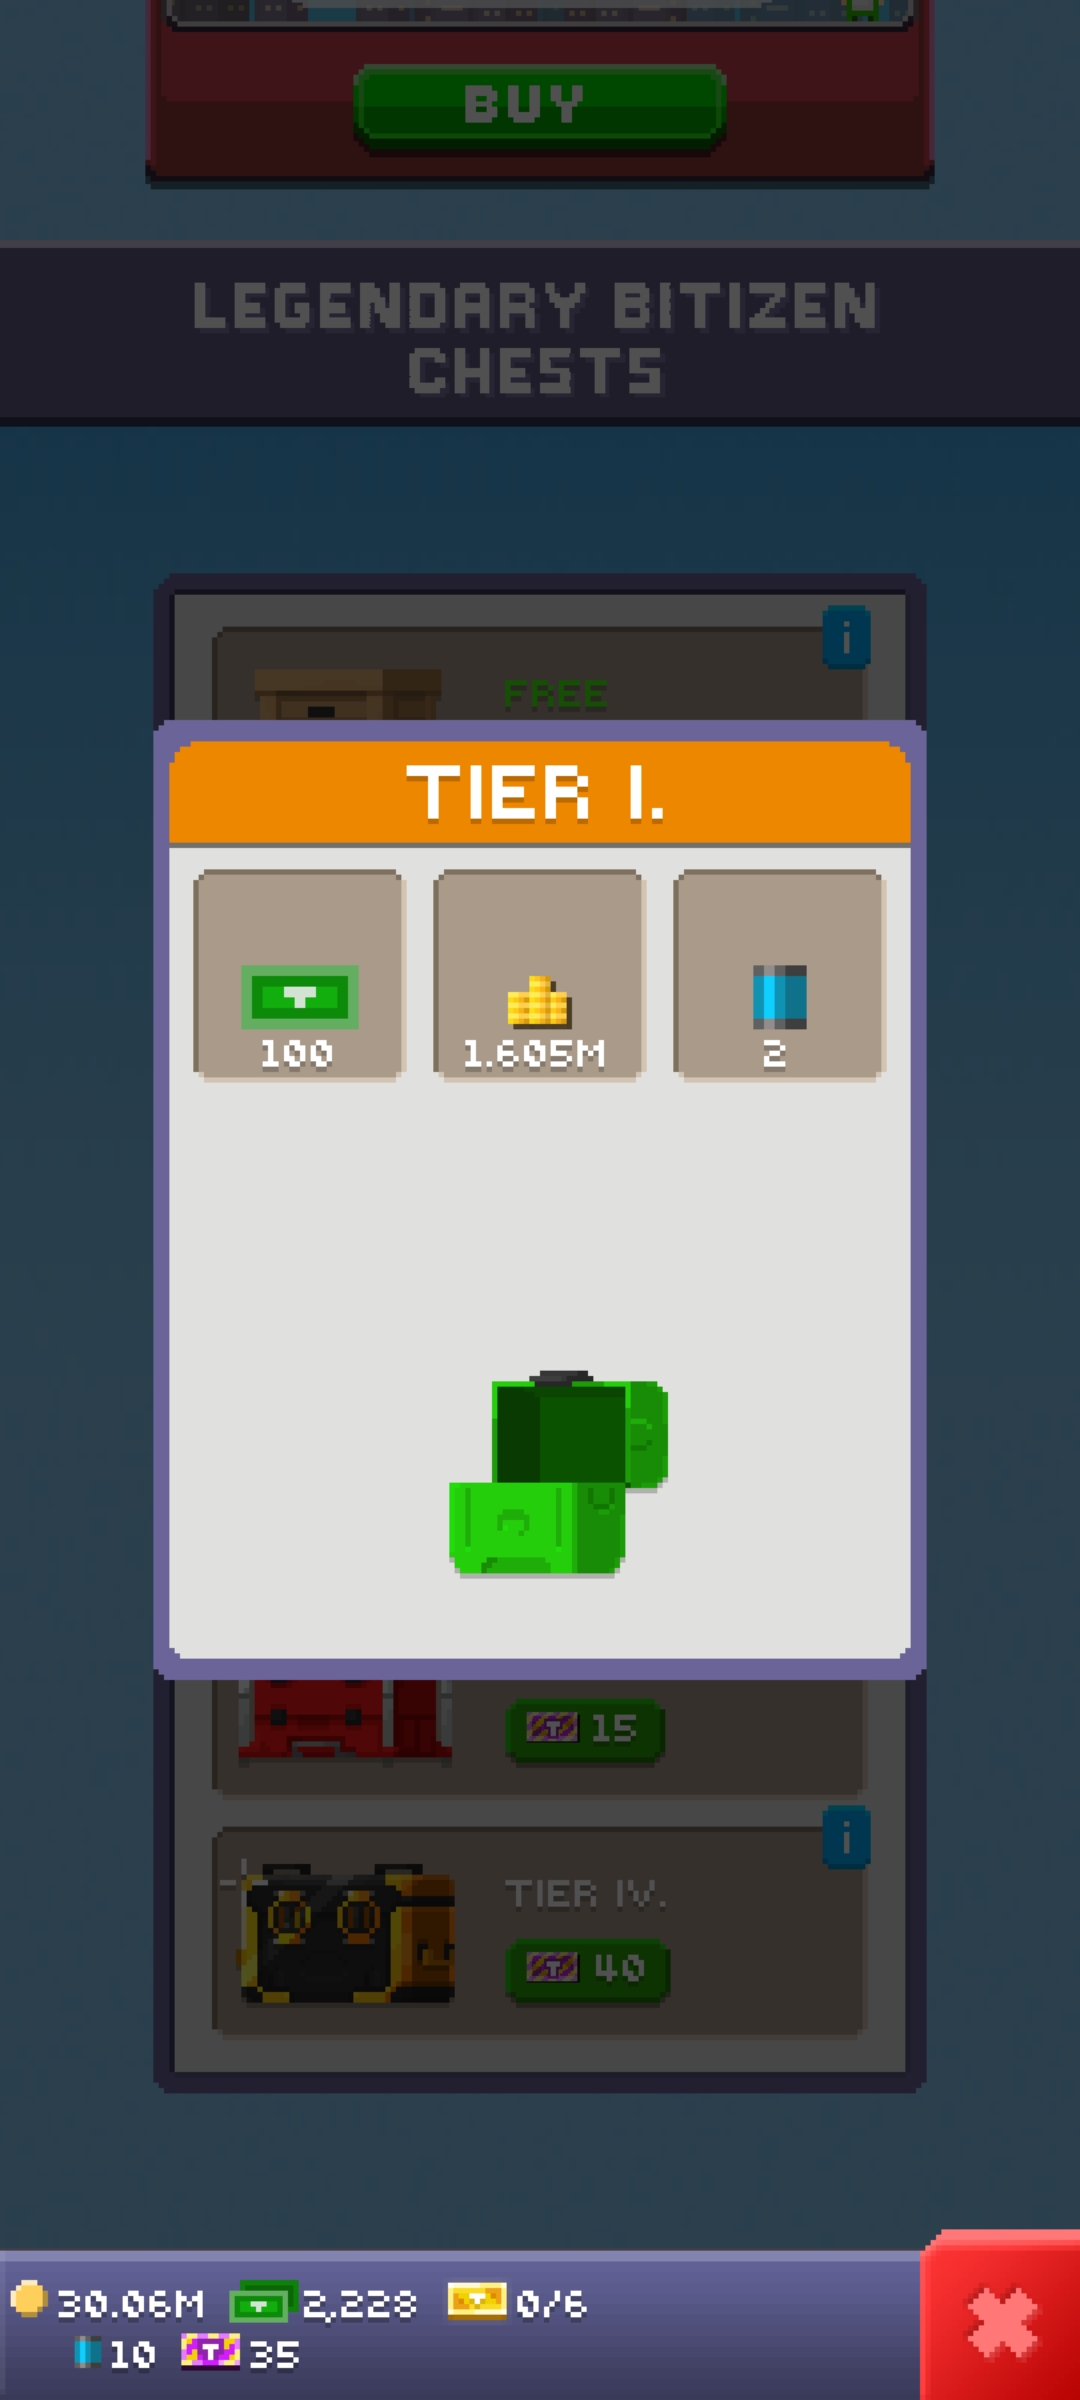 BUY
LEGENDARY BITIZEN
CHESTS
i
FREE
TIER I.
100
1.605M
2
15
i
TIER IV.
40
30.06M 2,228 0/6
10 35